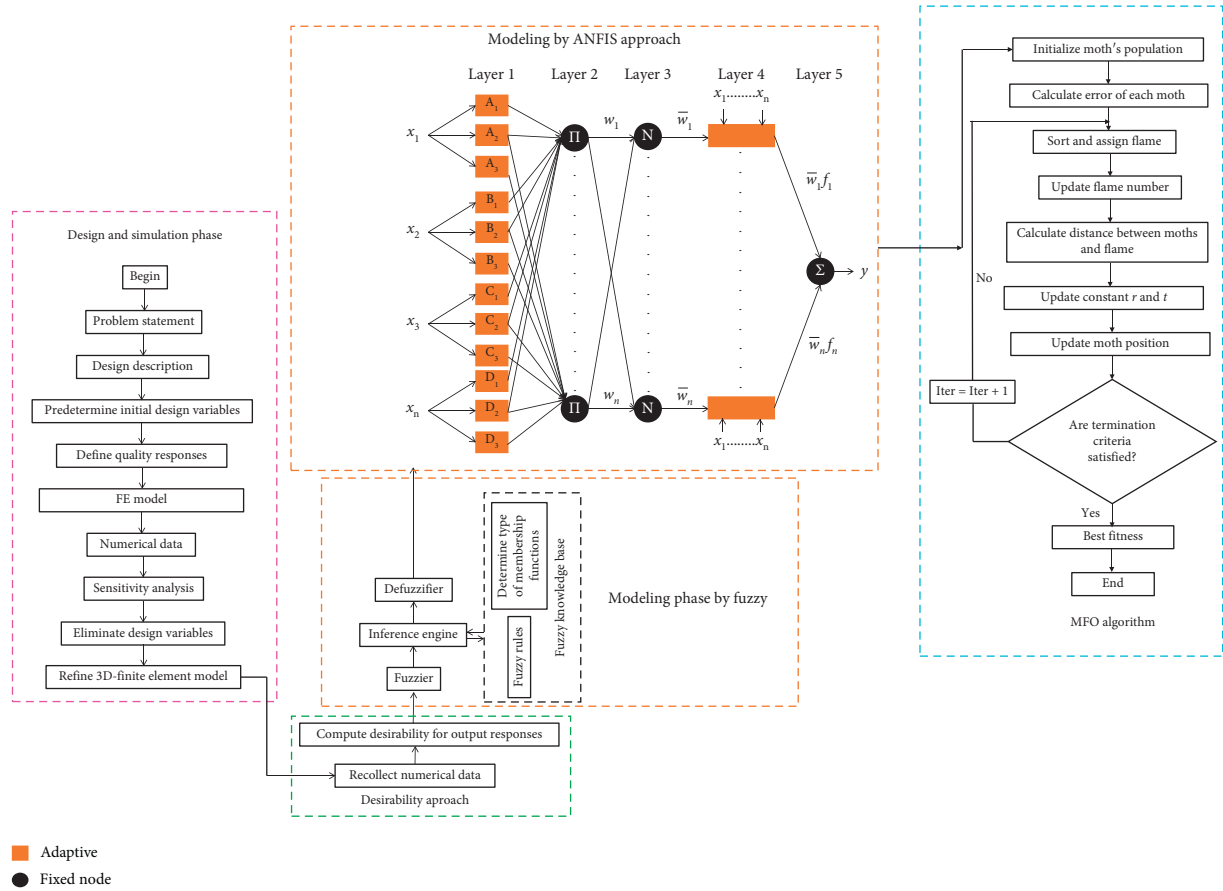 Design and simulation phase
Begin
Problem statement
Design description
Predetermine initial design variables
Define quality responses
FE model
Numerical data
Sensitivity analysis
Eliminate design variables
Refine 3D-finite element model
Recollect numerical data
Compute desirability for output responses
Desirability aproach
Fuzzier
Inference engine
Defuzzifier
Fuzzy rules
Determine type
of membership
functions
Fuzzy knowledge base
Modeling phase by fuzzy
Modeling by ANFIS approach
Layer 1
Layer 2
Layer 3
Layer 4
Layer 5
x₁
x₂
x₃
xₙ
A₁
A₂
A₃
B₁
B₂
B₃
C₁
C₂
C₃
D₁
D₂
D₃
Π
Π
w₁
wₙ
N
N
w̅₁
w̅ₙ
x₁........xₙ
x₁........xₙ
w̅₁f₁
w̅ₙfₙ
Σ
y
Initialize moth's population
Calculate error of each moth
Sort and assign flame
Update flame number
Calculate distance between moths
and flame
Update constant r and t
Update moth position
Are termination
criteria
satisfied?
No
Iter = Iter + 1
Yes
Best fitness
End
MFO algorithm
Adaptive
Fixed node